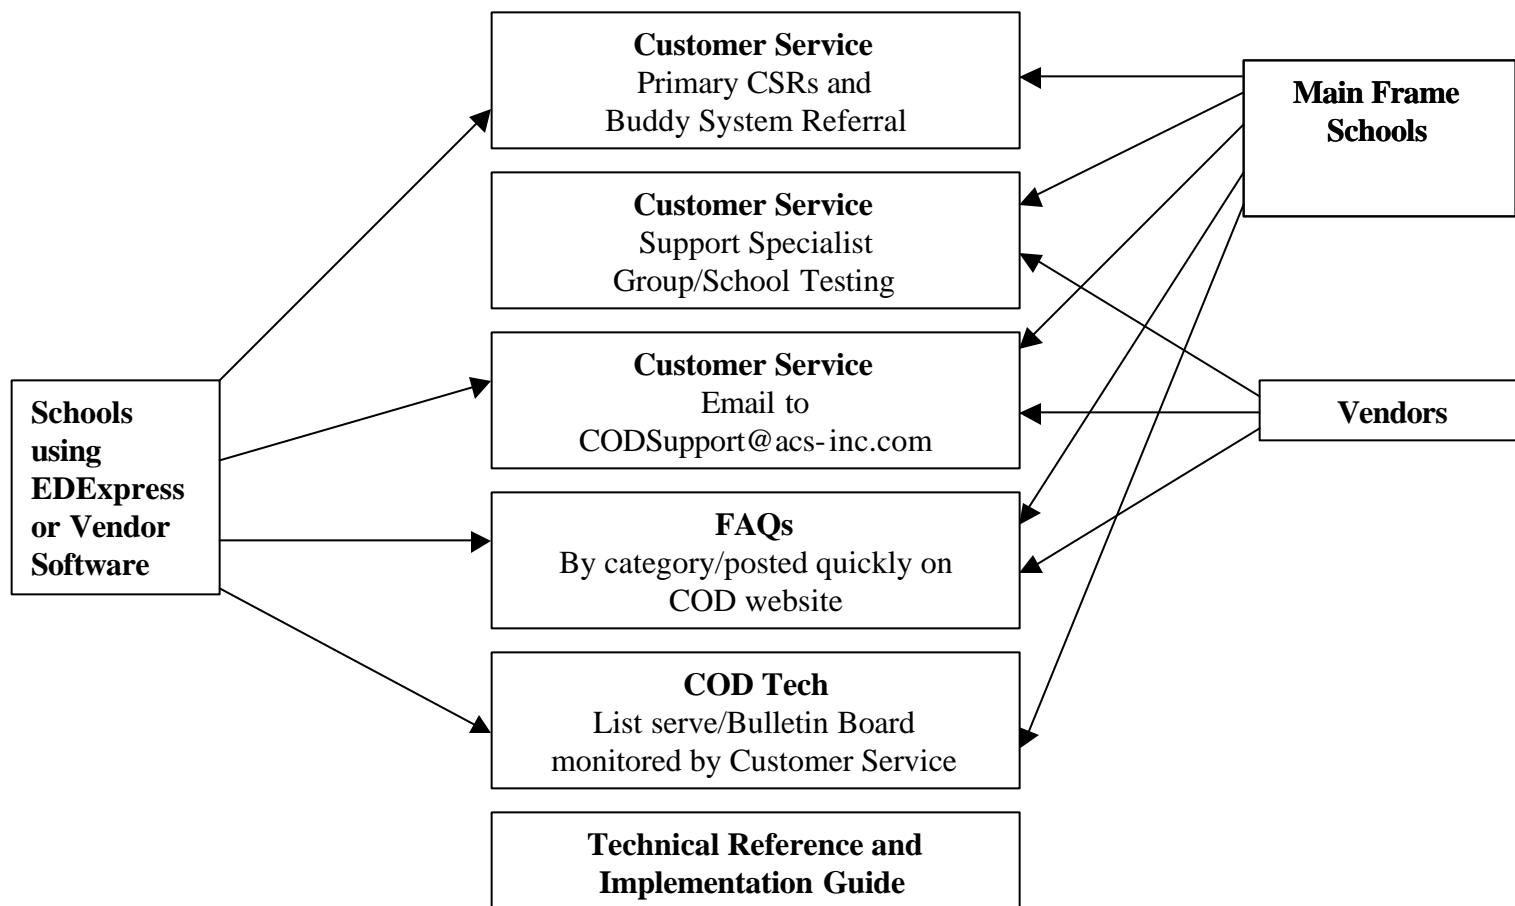 Customer Service
Primary CSRs and
Buddy System Referral
Main Frame
Schools
Customer Service
Support Specialist
Group/School Testing
Customer Service
Email to
CODSupport@acs-inc.com
Schools
using
EDExpress
or Vendor
Software
Vendors
FAQs
By category/posted quickly on
COD website
COD Tech
List serve/Bulletin Board
monitored by Customer Service
Technical Reference and
Implementation Guide